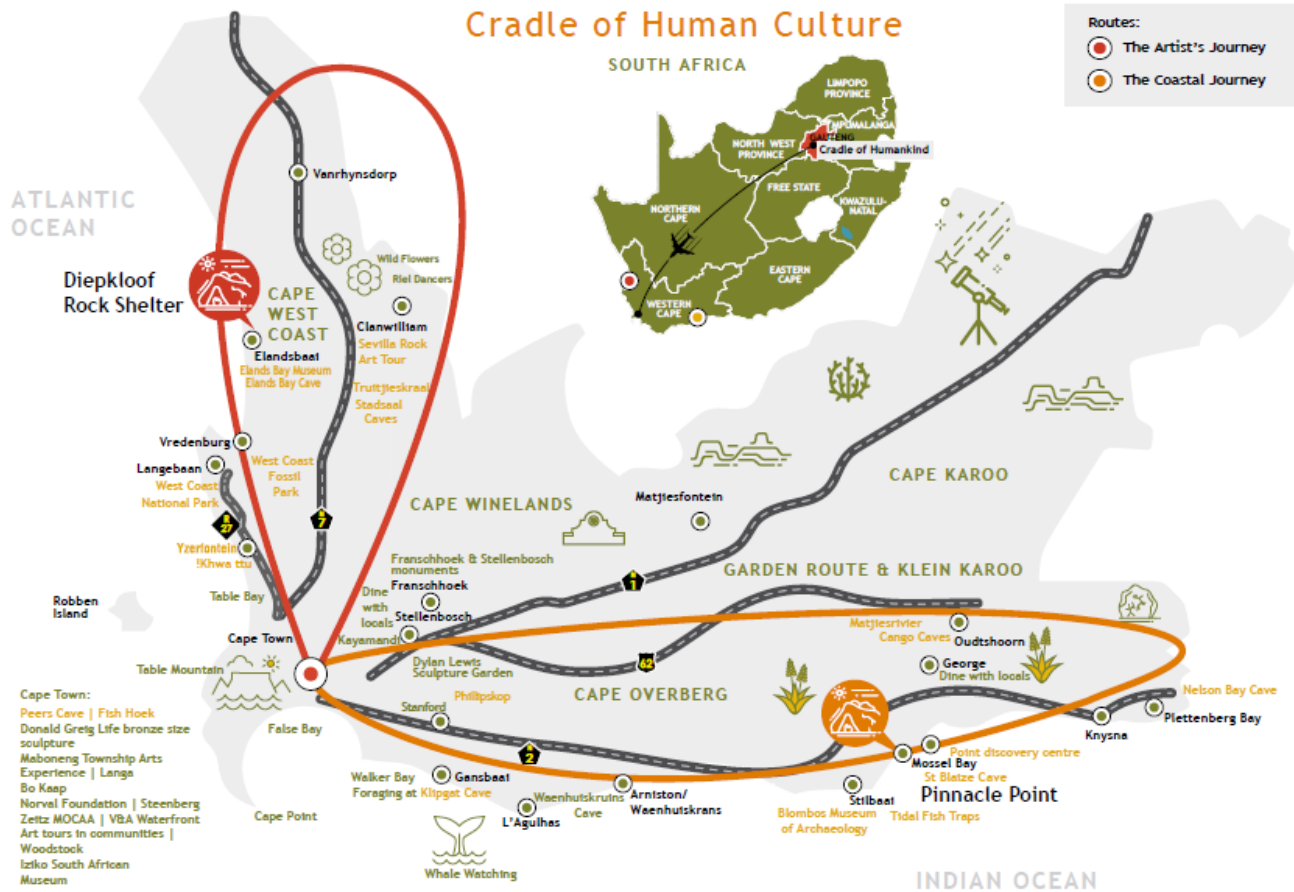 Cradle of Human Culture
SOUTH AFRICA
Routes:
The Artist's Journey
The Coastal Journey
LIMPOPO
PROVINCE
MPUMALANGA
GAUTENG
NORTH WEST
PROVINCE
Cradle of Humankind
FREE STATE
KWAZULU-
NATAL
NORTHERN
CAPE
EASTERN
CAPE
WESTERN
CAPE
ATLANTIC
OCEAN
Vanrhynsdorp
Diepkloof
Rock Shelter
Wild Flowers
Riel Dancers
CAPE
WEST
COAST
Clanwilliam
Sevilla Rock
Art Tour
Elandsbaai
Elands Bay Museum
Elands Bay Cave
Truitjieskraal
Stadsaal
Caves
Vredenburg
Langebaan
West Coast
National Park
West Coast
Fossil
Park
R
27
N
7
Yzerfontein
!Khwa ttu
Table Bay
Robben
Island
Cape Town
Table Mountain
CAPE WINELANDS
Matjiesfontein
CAPE KAROO
N
1
Franschhoek & Stellenbosch
monuments
Franschhoek
Dine
with
locals
Stellenbosch
Kayamandi
GARDEN ROUTE & KLEIN KAROO
62
Dylan Lewis
Sculpture Garden
Philipskop
CAPE OVERBERG
Stanford
Matjiesrivier
Cango Caves
Oudtshoorn
George
Dine with locals
Nelson Bay Cave
Plettenberg Bay
Knysna
Point discovery centre
Mossel Bay
St Blaize Cave
Pinnacle Point
Stilbaai
Blombos Museum
of Archaeology
Tidal Fish Traps
N
2
False Bay
Walker Bay
Gansbaai
Foraging at Klipgat Cave
Waenhuiskruins
Cave
Arniston/
Waenhuiskrans
L'Agulhas
Cape Point
Whale Watching
INDIAN OCEAN
Cape Town:
Peers Cave | Fish Hoek
Donald Greig Life bronze size
sculpture
Maboneng Township Arts
Experience | Langa
Bo Kaap
Norval Foundation | Steenberg
Zeitz MOCAA | V&A Waterfront
Art tours in communities |
Woodstock
Iziko South African
Museum